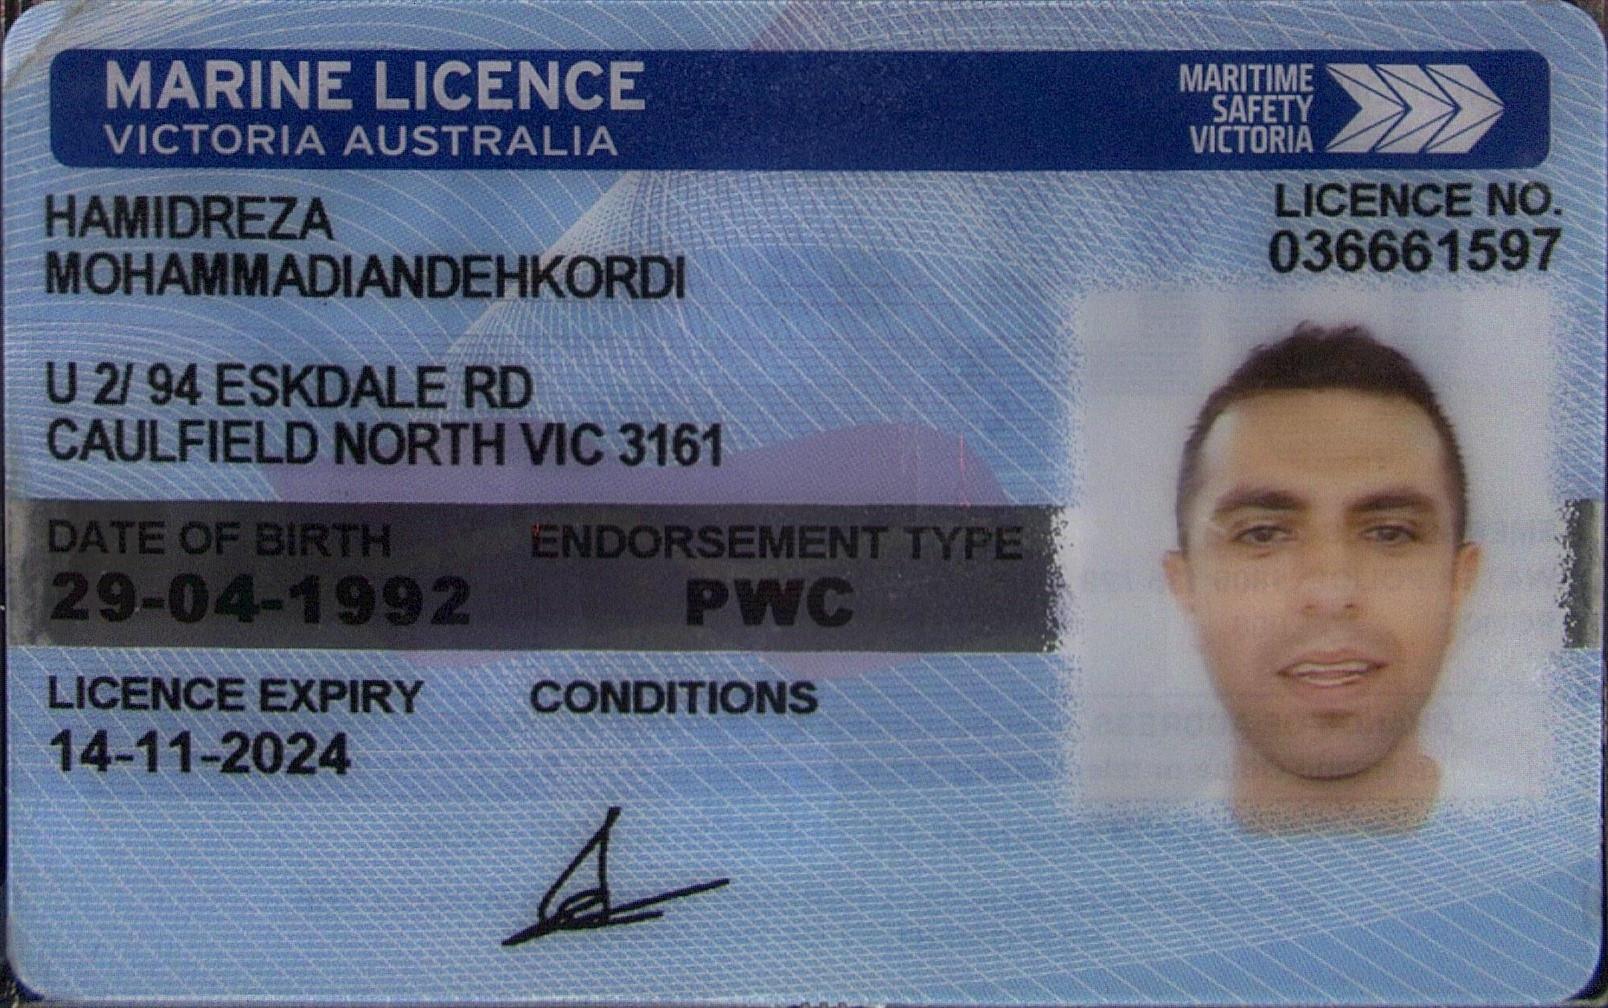 MARINE LICENCE
VICTORIA AUSTRALIA
MARITIME
SAFETY
VICTORIA
HAMIDREZA
MOHAMMADIANDEHKORDI
LICENCE NO.
036661597
U 2/ 94 ESKDALE RD
CAULFIELD NORTH VIC 3161
DATE OF BIRTH ENDORSEMENT TYPE
29-04-1992 PWC
LICENCE EXPIRY CONDITIONS
14-11-2024